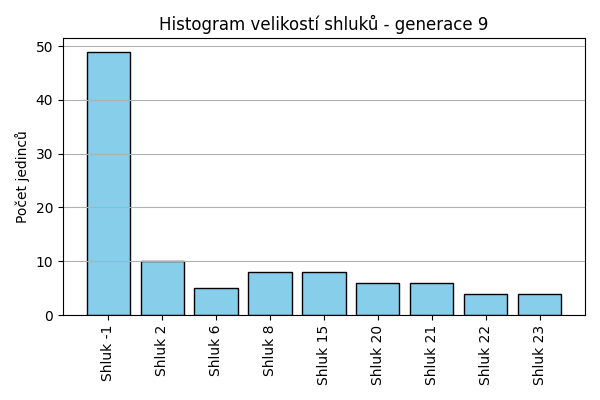 Histogram velikostí shluků - generace 9
Počet jedinců
50
40
30
20
10
0
Shluk -1
Shluk 2
Shluk 6
Shluk 8
Shluk 15
Shluk 20
Shluk 21
Shluk 22
Shluk 23